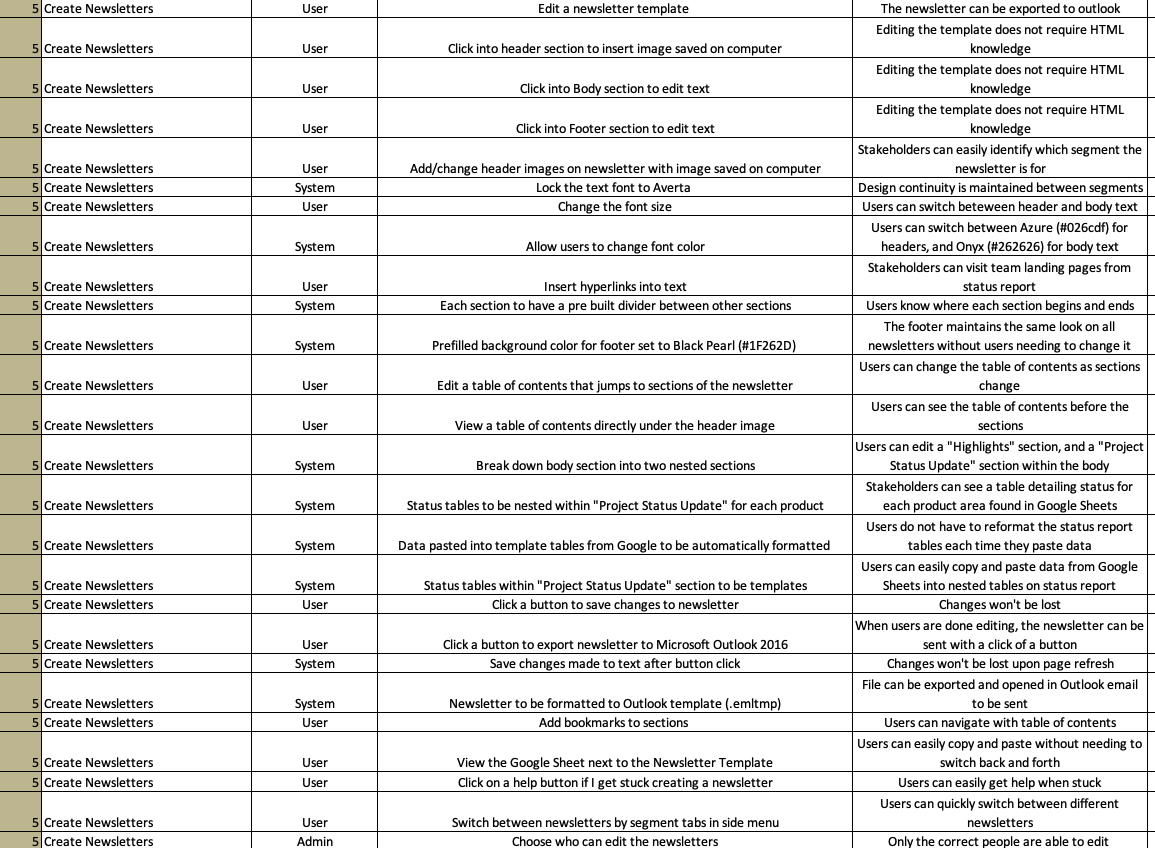 5 Create Newsletters User Edit a newsletter template The newsletter can be exported to outlook
Editing the template does not require HTML
5 Create Newsletters User Click into header section to insert image saved on computer knowledge
Editing the template does not require HTML
5 Create Newsletters User Click into Body section to edit text knowledge
Editing the template does not require HTML
5 Create Newsletters User Click into Footer section to edit text knowledge
Stakeholders can easily identify which segment the
5 Create Newsletters User Add/change header images on newsletter with image saved on computer newsletter is for
5 Create Newsletters System Lock the text font to Averta Design continuity is maintained between segments
5 Create Newsletters User Change the font size Users can switch beteween header and body text
Users can switch between Azure (#026cdf) for
5 Create Newsletters System Allow users to change font color headers, and Onyx (#262626) for body text
Stakeholders can visit team landing pages from
5 Create Newsletters User Insert hyperlinks into text status report
5 Create Newsletters System Each section to have a pre built divider between other sections Users know where each section begins and ends
The footer maintains the same look on all
5 Create Newsletters System Prefilled background color for footer set to Black Pearl (#1F262D) newsletters without users needing to change it
Users can change the table of contents as sections
5 Create Newsletters User Edit a table of contents that jumps to sections of the newsletter change
Users can see the table of contents before the
5 Create Newsletters User View a table of contents directly under the header image sections
Users can edit a "Highlights" section, and a "Project
5 Create Newsletters System Break down body section into two nested sections Status Update" section within the body
Stakeholders can see a table detailing status for
5 Create Newsletters System Status tables to be nested within "Project Status Update" for each product each product area found in Google Sheets
Users do not have to reformat the status report
5 Create Newsletters System Data pasted into template tables from Google to be automatically formatted tables each time they paste data
Users can easily copy and paste data from Google
5 Create Newsletters System Status tables within "Project Status Update" section to be templates Sheets into nested tables on status report
5 Create Newsletters User Click a button to save changes to newsletter Changes won't be lost
When users are done editing, the newsletter can be
5 Create Newsletters User Click a button to export newsletter to Microsoft Outlook 2016 sent with a click of a button
5 Create Newsletters System Save changes made to text after button click Changes won't be lost upon page refresh
File can be exported and opened in Outlook email
5 Create Newsletters System Newsletter to be formatted to Outlook template (.emltmp) to be sent
5 Create Newsletters User Add bookmarks to sections Users can navigate with table of contents
Users can easily copy and paste without needing to
5 Create Newsletters User View the Google Sheet next to the Newsletter Template switch back and forth
5 Create Newsletters User Click on a help button if I get stuck creating a newsletter Users can easily get help when stuck
Users can quickly switch between different
5 Create Newsletters User Switch between newsletters by segment tabs in side menu newsletters
5 Create Newsletters Admin Choose who can edit the newsletters Only the correct people are able to edit